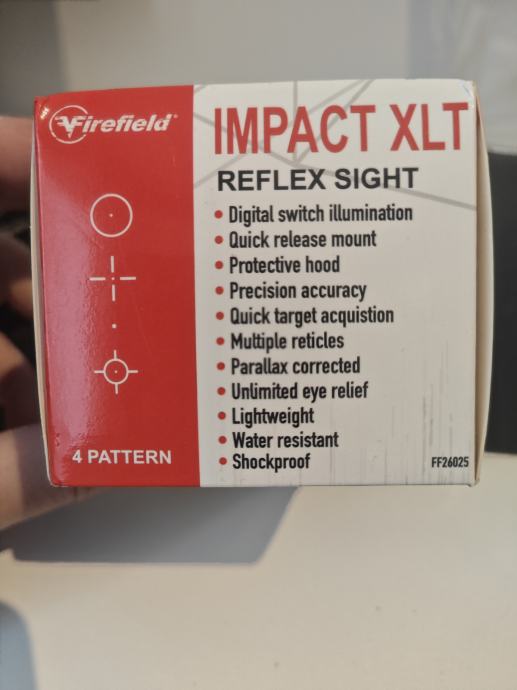 Firefield
IMPACT XLT
REFLEX SIGHT
• Digital switch illumination
• Quick release mount
• Protective hood
• Precision accuracy
• Quick target acquistion
• Multiple reticles
• Parallax corrected
• Unlimited eye relief
• Lightweight
• Water resistant
• Shockproof
4 PATTERN
FF26025